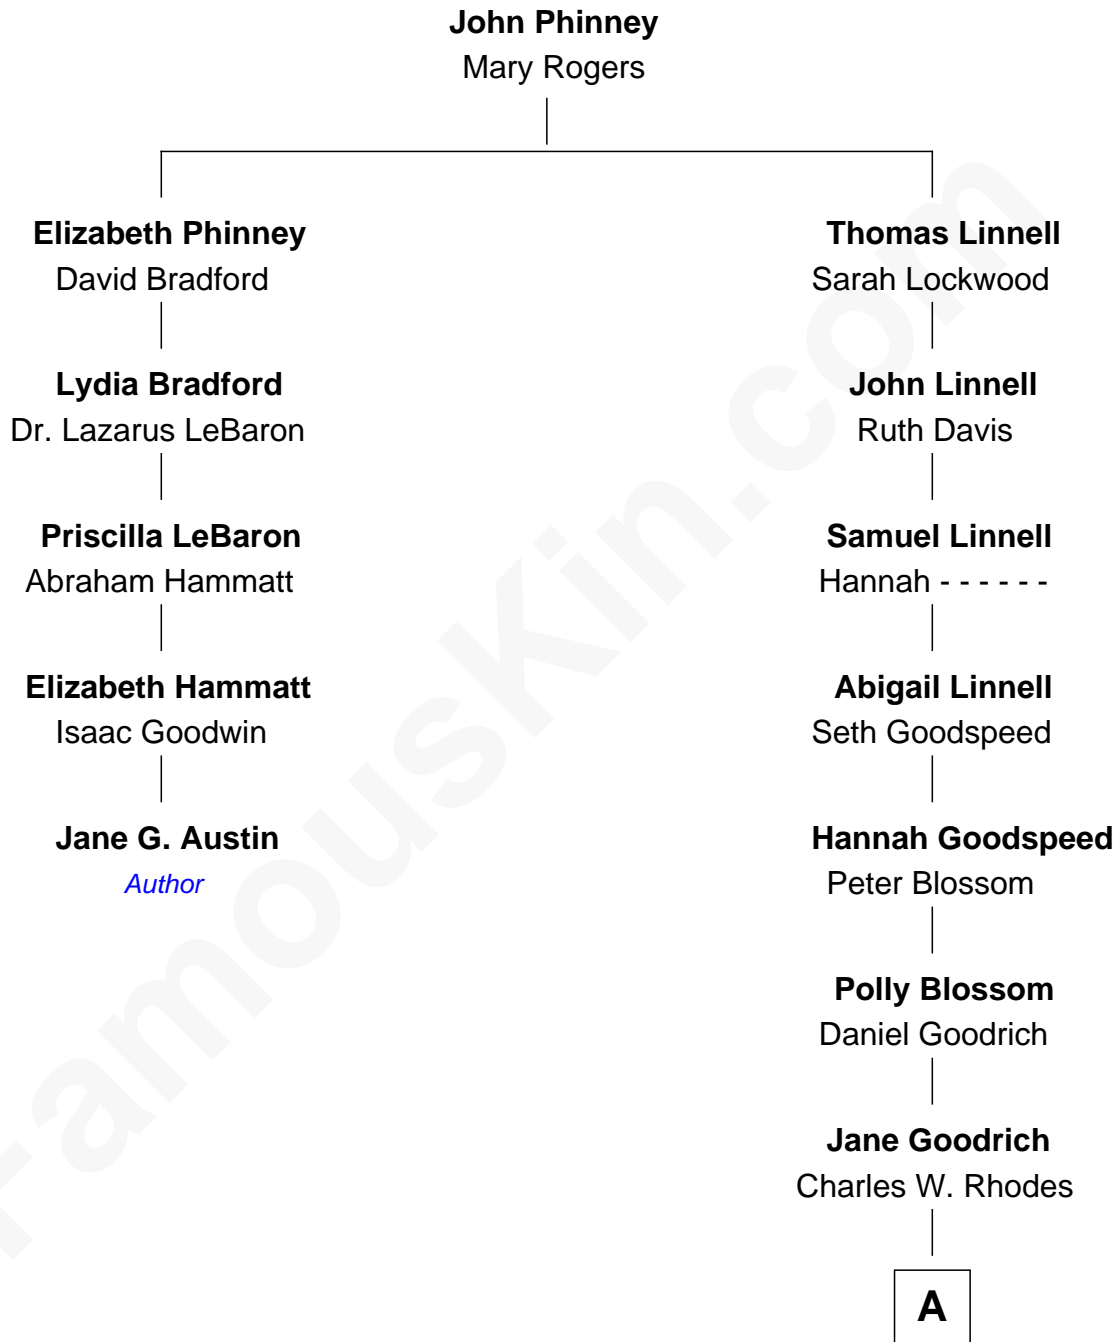 John Phinney
Mary Rogers
Elizabeth Phinney
David Bradford
Lydia Bradford
Dr. Lazarus LeBaron
Priscilla LeBaron
Abraham Hammatt
Elizabeth Hammatt
Isaac Goodwin
Jane G. Austin
Author
Thomas Linnell
Sarah Lockwood
John Linnell
Ruth Davis
Samuel Linnell
Hannah - - - - - -
Abigail Linnell
Seth Goodspeed
Hannah Goodspeed
Peter Blossom
Polly Blossom
Daniel Goodrich
Jane Goodrich
Charles W. Rhodes
A
FamousKin.com